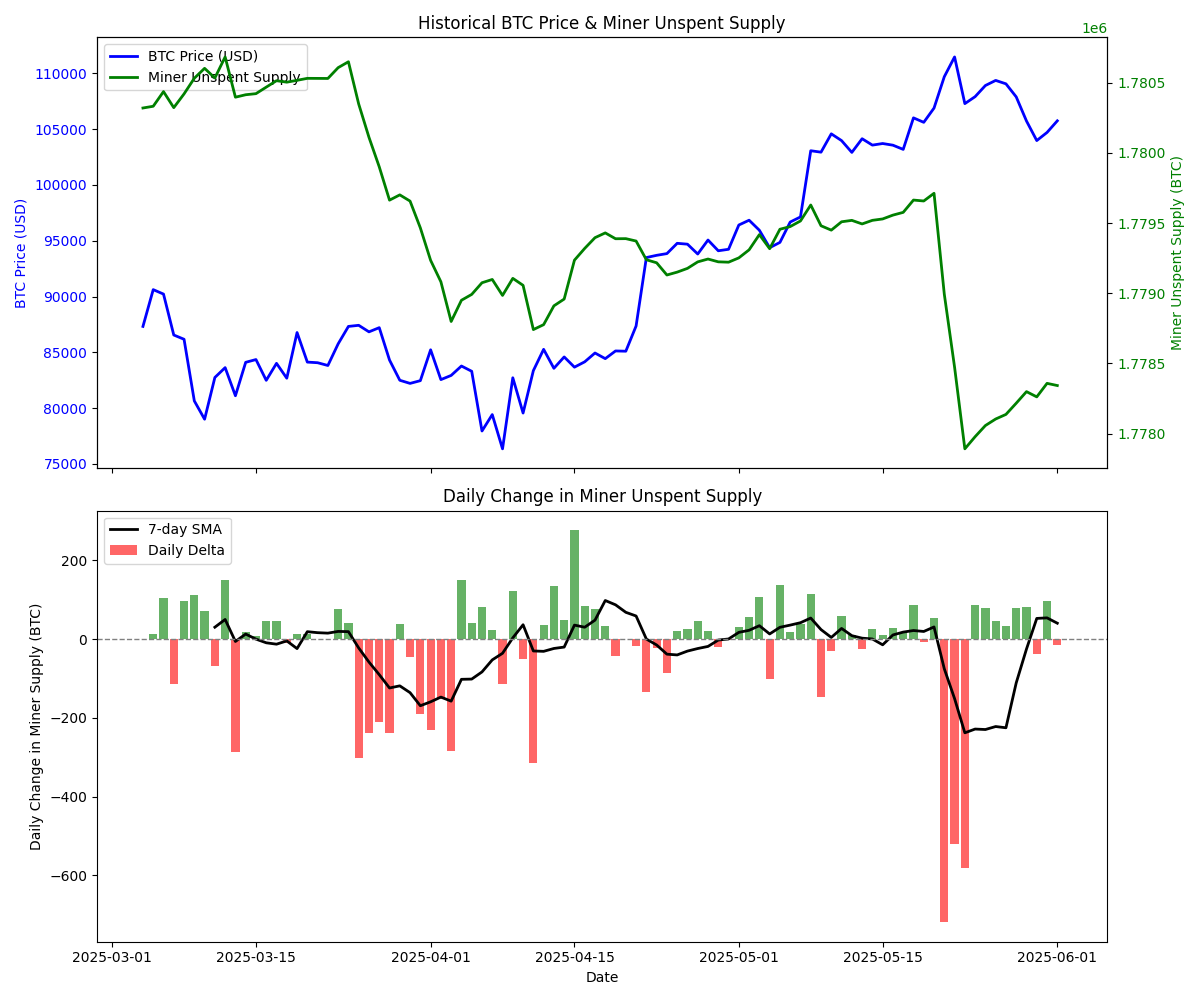 Historical BTC Price & Miner Unspent Supply
1e6
BTC Price (USD)
Miner Unspent Supply
110000
105000
100000
95000
90000
85000
80000
75000
BTC Price (USD)
1.7805
1.7800
1.7795
1.7790
1.7785
1.7780
Miner Unspent Supply (BTC)
Daily Change in Miner Unspent Supply
7-day SMA
Daily Delta
200
0
−200
−400
−600
Daily Change in Miner Supply (BTC)
2025-03-01
2025-03-15
2025-04-01
2025-04-15
2025-05-01
2025-05-15
2025-06-01
Date